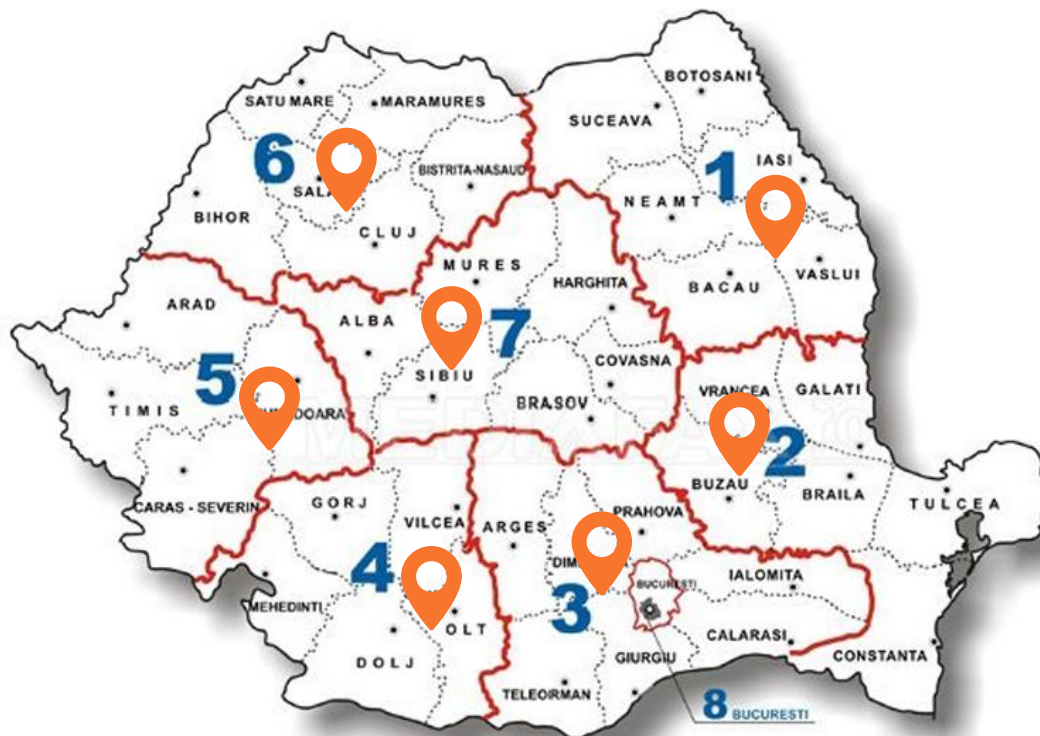 BOTOSANI
SATU MARE
MARAMURES
SUCEAVA
6
1
IASI
BISTRITA-NASAUD
NEAMT
BIHOR
CLUJ
MURES
VASLUI
HARGHITA
BACAU
ARAD
ALBA
7
COVASNA
5
SIBIU
VRANCEA
GALATI
BRASOV
TIMIS
2
BUZAU
BRAILA
CARAS - SEVERIN
GORJ
TULCEA
VILCEA
ARGES
PRAHOVA
4
3
BUCURESTI
IALOMITA
MEHEDINTI
OLT
CALARASI
DOLJ
GIURGIU
CONSTANTA
TELEORMAN
8 BUCURESTI